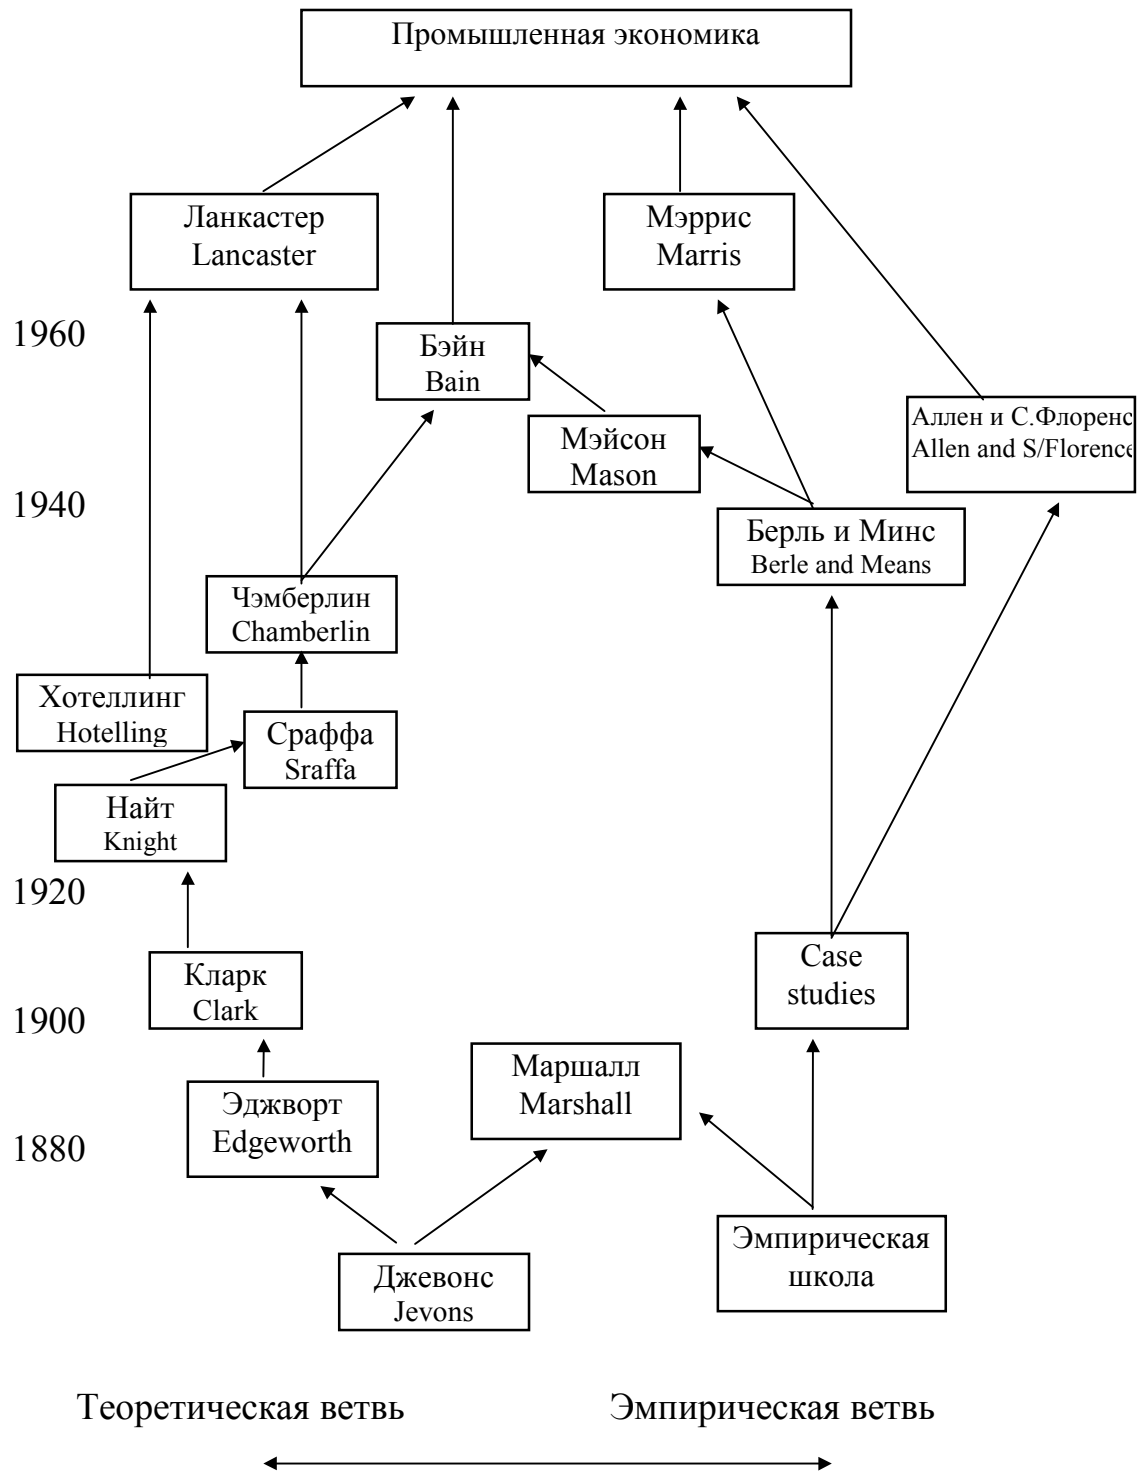 Промышленная экономика
Ланкастер
Lancaster
Мэррис
Marris
1960
Бэйн
Bain
Аллен и С.Флоренс
Allen and S/Florence
Мэйсон
Mason
1940
Берль и Минс
Berle and Means
Чэмберлин
Chamberlin
Хотеллинг
Hotelling
Сраффа
Sraffa
Найт
Knight
1920
Case
studies
Кларк
Clark
1900
Маршалл
Marshall
Эджворт
Edgeworth
1880
Эмпирическая
школа
Джевонс
Jevons
Теоретическая ветвь
Эмпирическая ветвь